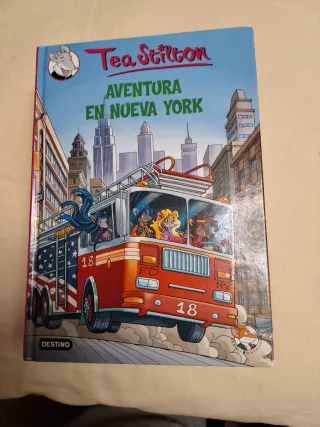 Tea Stilton
AVENTURA
EN NUEVA YORK
18
FD
NY
18
DESTINO